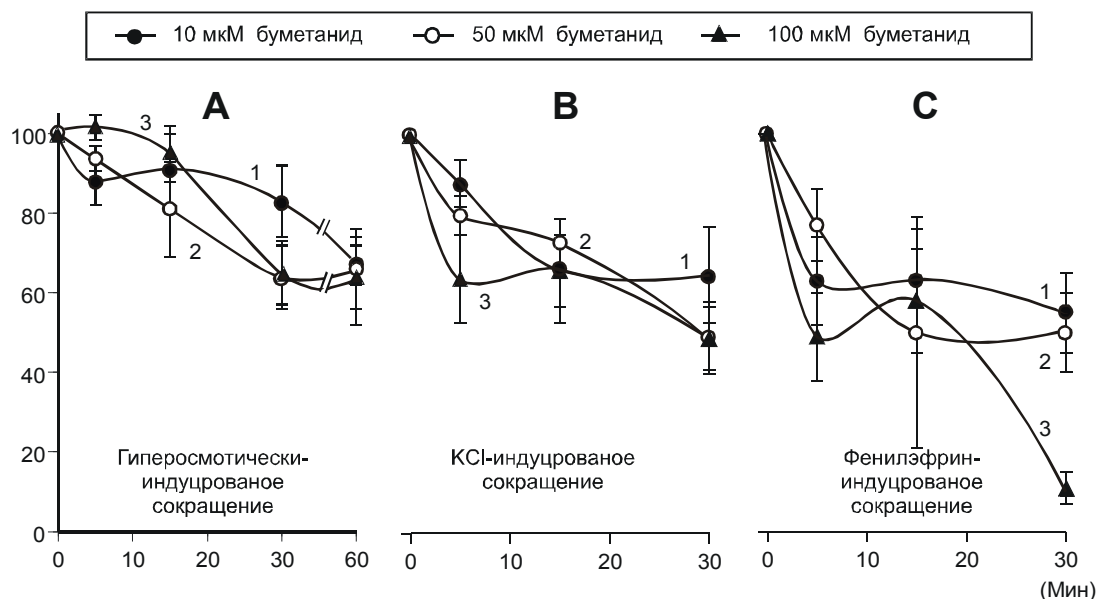 10 мкМ буметанид 50 мкМ буметанид 100 мкМ буметанид
A B C
100
80
60
40
20
0
3
1
2
2
1
3
1
2
3
Гиперосмотически-
индуцрованое
сокращение
KCl-индуцрованое
сокращение
Фенилэфрин-
индуцрованое
сокращение
0 10 20 30 60
0 10 20 30
0 10 20 30
(Мин)